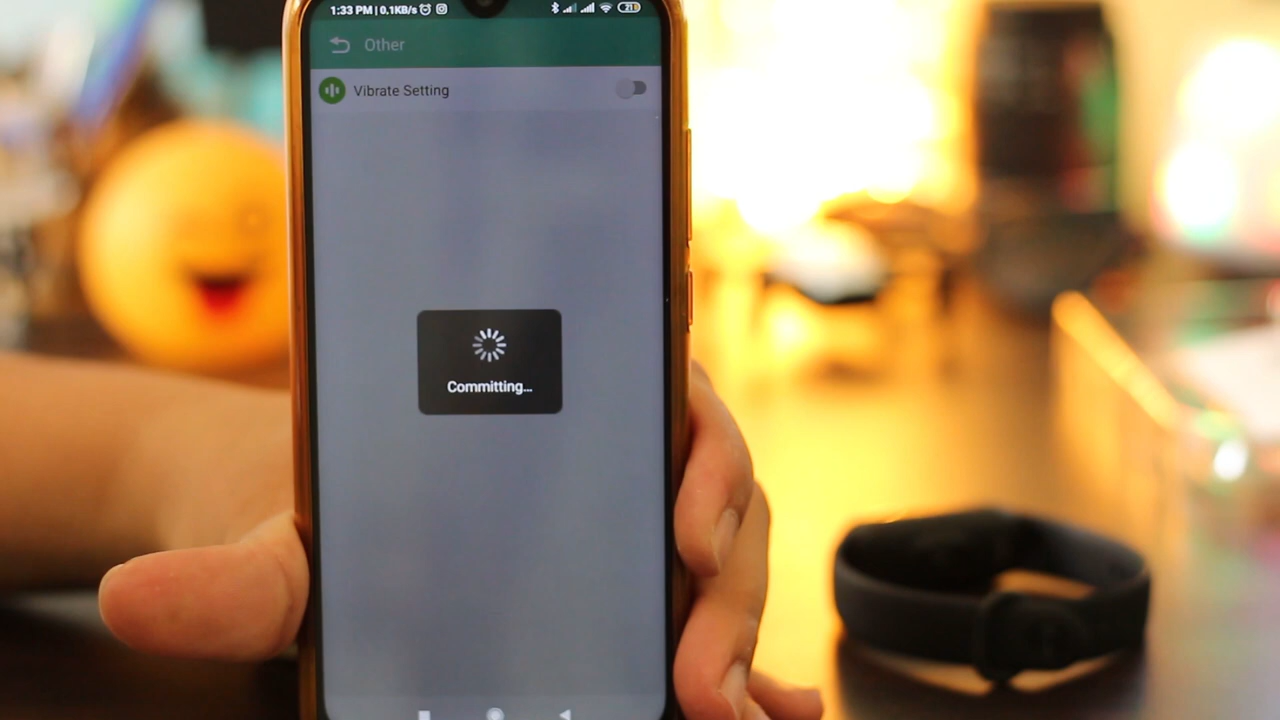 1:33 PM | 0.1KB/s
Other
Vibrate Setting
Committing...